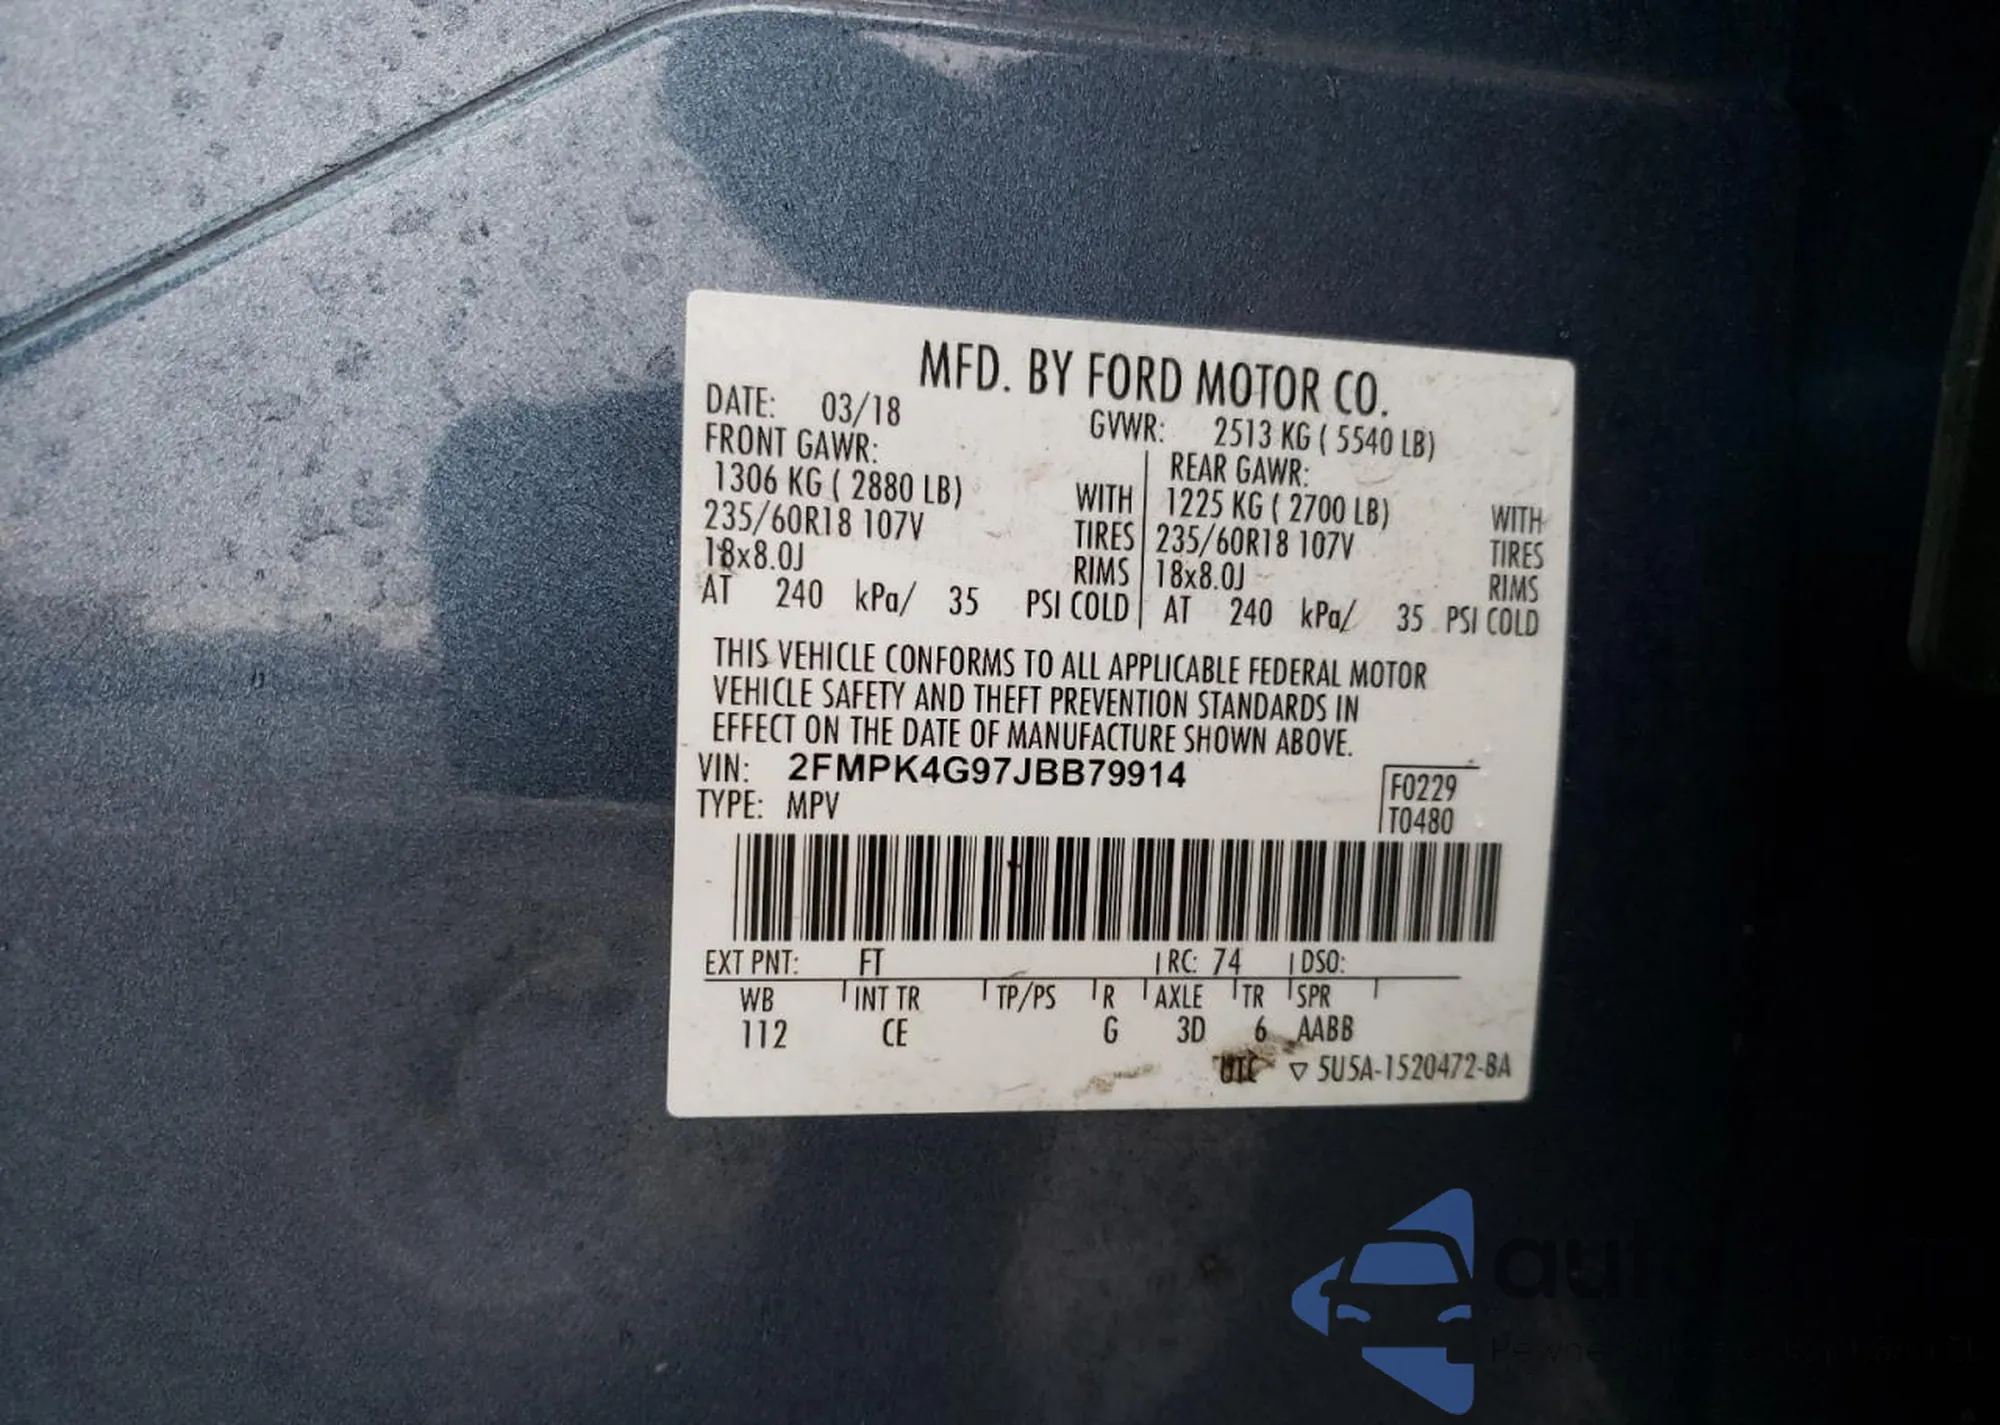 MFD. BY FORD MOTOR CO.
DATE: 03/18 GVWR: 2513 KG ( 5540 LB)
FRONT GAWR: REAR GAWR:
1306 KG ( 2880 LB) WITH 1225 KG ( 2700 LB) WITH
235/60R18 107V TIRES 235/60R18 107V TIRES
18x8.0J RIMS 18x8.0J RIMS
AT 240 kPa/ 35 PSI COLD AT 240 kPa/ 35 PSI COLD
THIS VEHICLE CONFORMS TO ALL APPLICABLE FEDERAL MOTOR
VEHICLE SAFETY AND THEFT PREVENTION STANDARDS IN
EFFECT ON THE DATE OF MANUFACTURE SHOWN ABOVE.
VIN: 2FMPK4G97JBB79914 F0229
TYPE: MPV T0480
EXT PNT: FT RC: 74 DSO:
WB INT TR TP/PS R AXLE TR SPR
112 CE G 3D 6 AABB
UTC ▽ 5U5A-1520472-BA